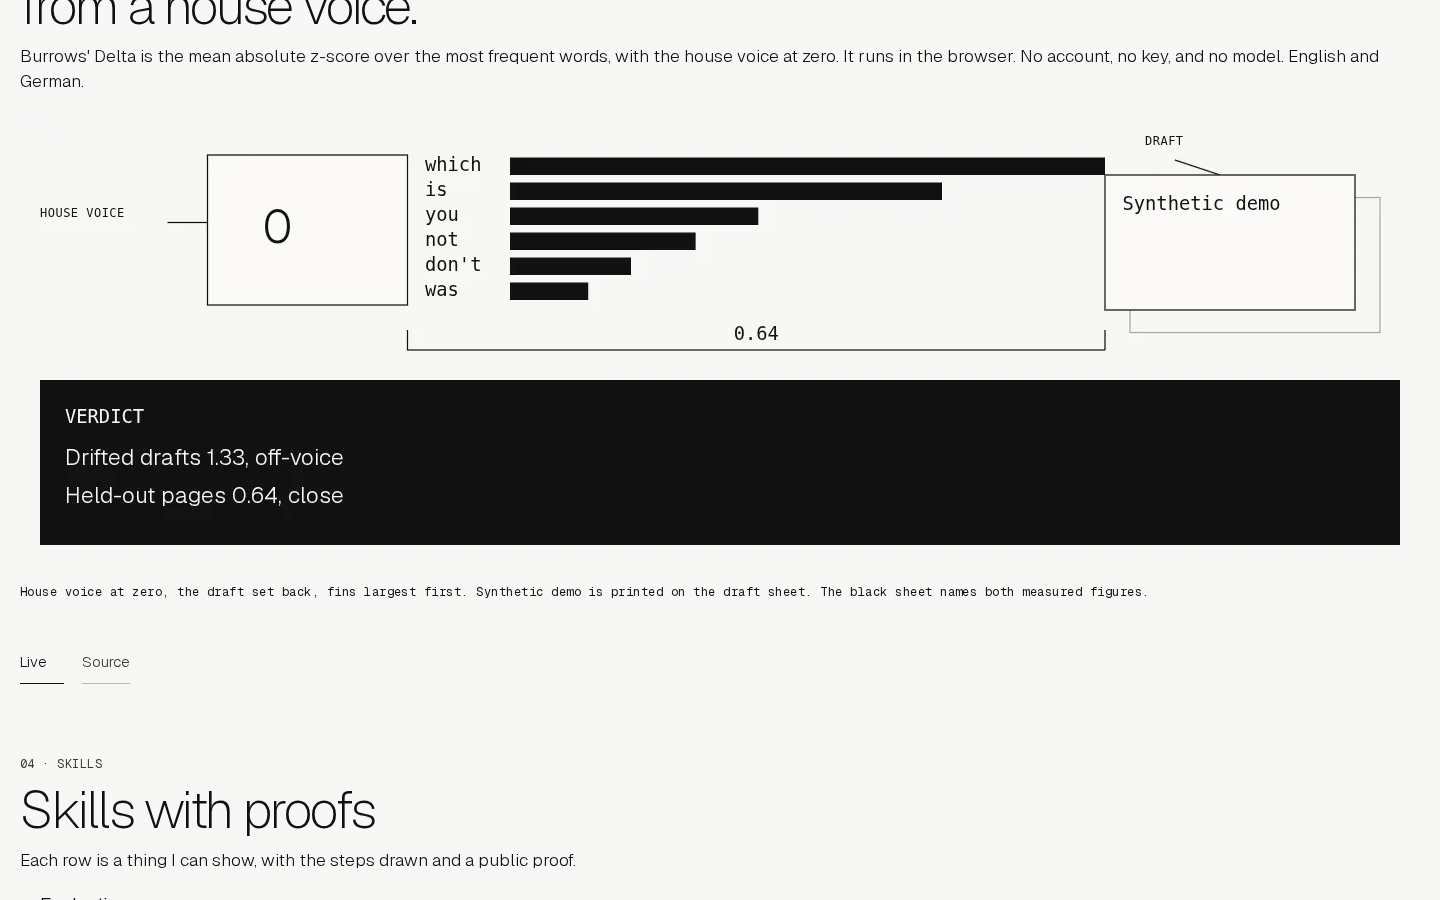 from a house voice.
Burrows' Delta is the mean absolute z-score over the most frequent words, with the house voice at zero. It runs in the browser. No account, no key, and no model. English and
German.
DRAFT
HOUSE VOICE
0
which
is
you
not
don't
was
Synthetic demo
0.64
VERDICT
Drifted drafts 1.33, off-voice
Held-out pages 0.64, close
House voice at zero, the draft set back, fins largest first. Synthetic demo is printed on the draft sheet. The black sheet names both measured figures.
Live Source
04 · SKILLS
Skills with proofs
Each row is a thing I can show, with the steps drawn and a public proof.